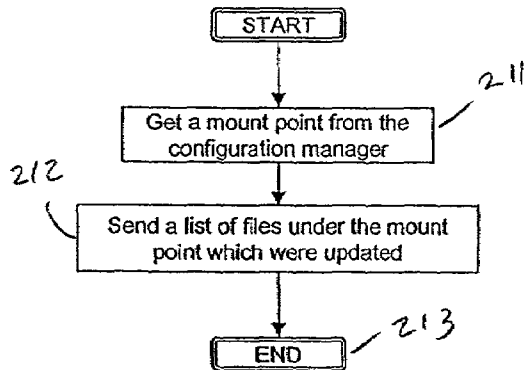 START
211
Get a mount point from the
configuration manager
212
Send a list of files under the mount
point which were updated
213
END